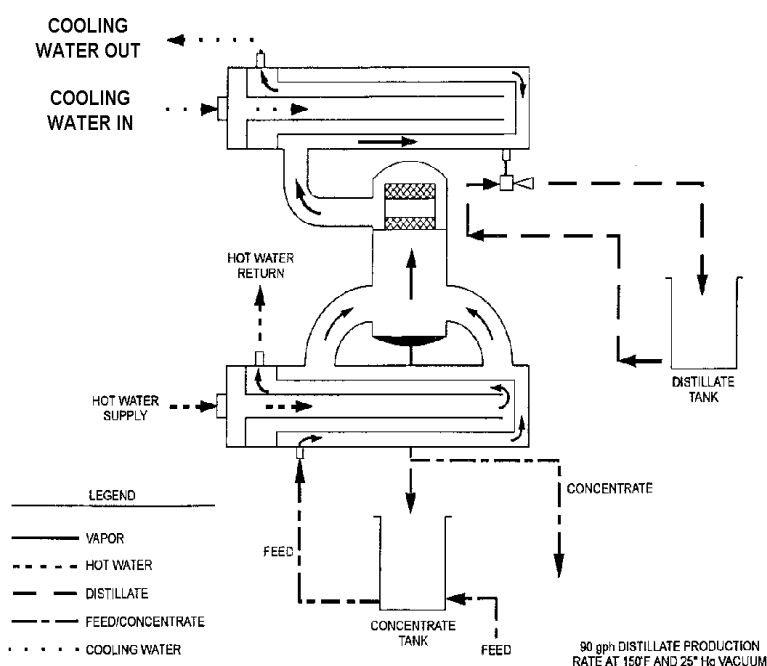 COOLING
WATER OUT
COOLING
WATER IN
HOT WATER
RETURN
HOT WATER
SUPPLY
DISTILLATE
TANK
CONCENTRATE
FEED
CONCENTRATE
TANK
FEED
LEGEND
VAPOR
HOT WATER
DISTILLATE
FEED/CONCENTRATE
COOLING WATER
90 gph DISTILLATE PRODUCTION
RATE AT 150°F AND 25" Hg VACUUM